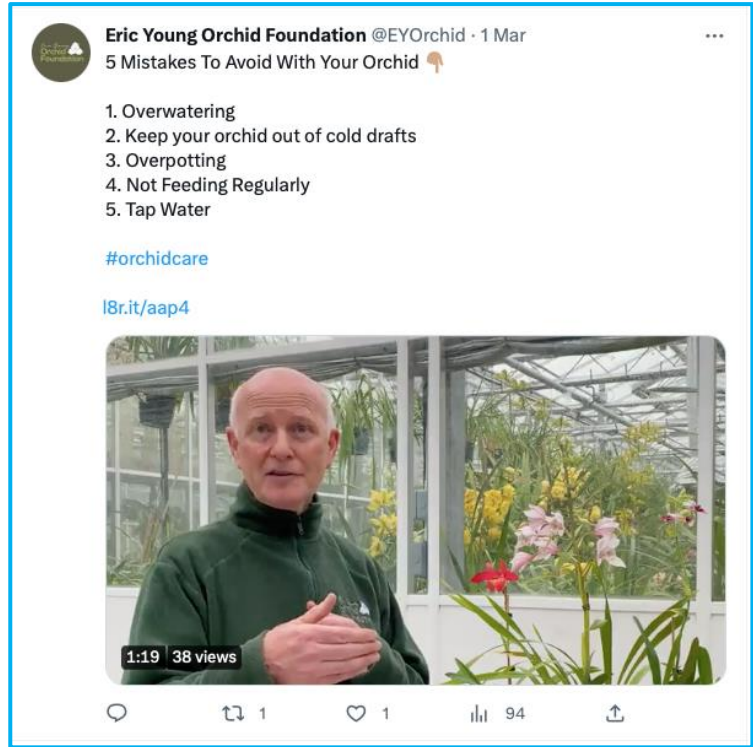 Eric Young Orchid Foundation @EYOrchid · 1 Mar
5 Mistakes To Avoid With Your Orchid 👇🏽
1. Overwatering
2. Keep your orchid out of cold drafts
3. Overpotting
4. Not Feeding Regularly
5. Tap Water
#orchidcare
l8r.it/aap4
1:19 38 views
1 1 94
Orchid
Foundation